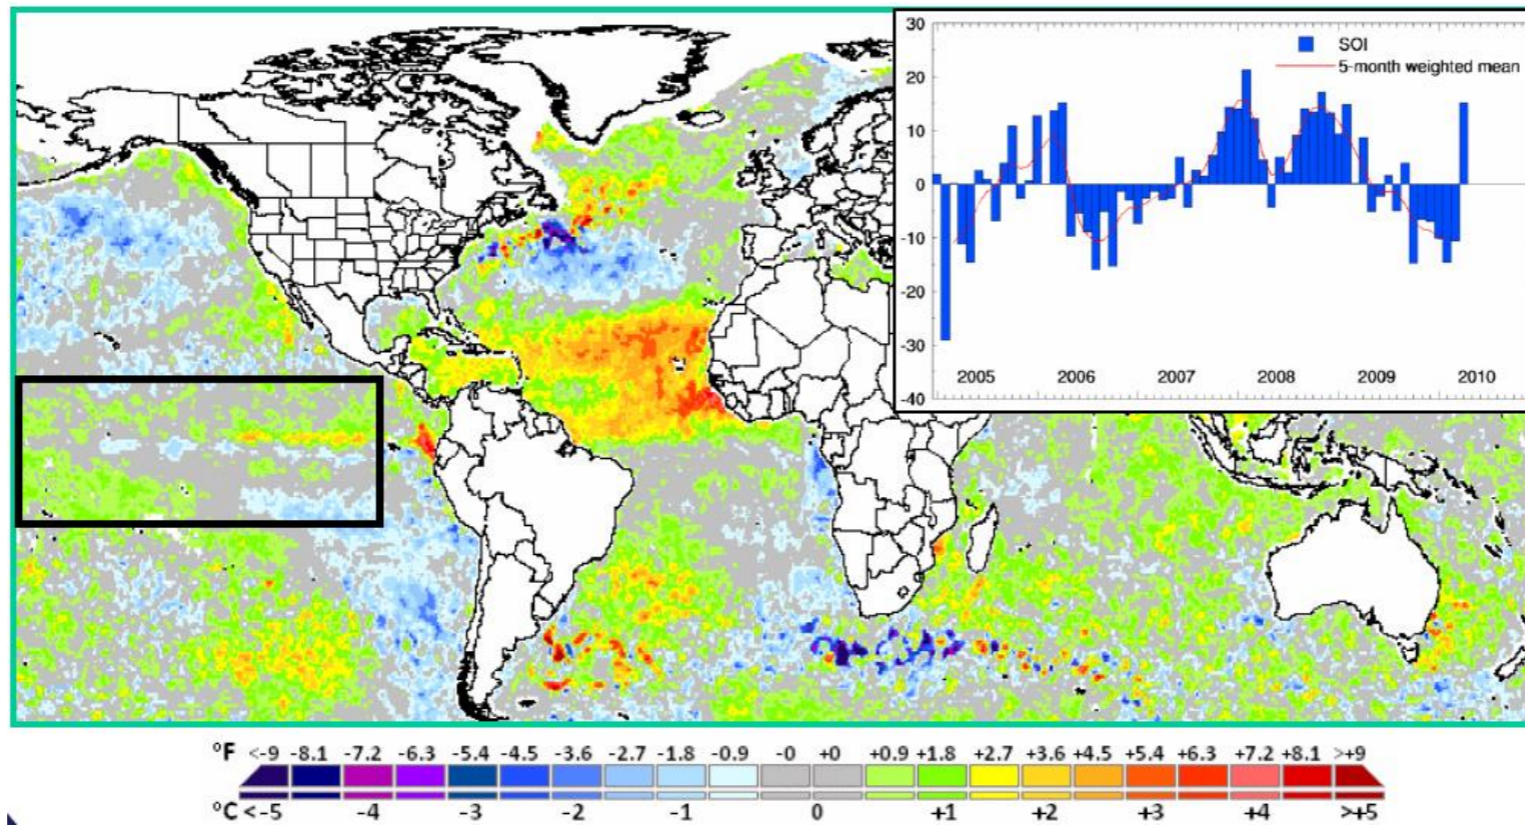 30
SOI
5-month weighted mean
20
10
0
-10
-20
-30
2005 2006 2007 2008 2009 2010
-40
°F <-9 -8.1 -7.2 -6.3 -5.4 -4.5 -3.6 -2.7 -1.8 -0.9 -0 +0 +0.9 +1.8 +2.7 +3.6 +4.5 +5.4 +6.3 +7.2 +8.1 >+9
°C <-5 -4 -3 -2 -1 0 +1 +2 +3 +4 >+5